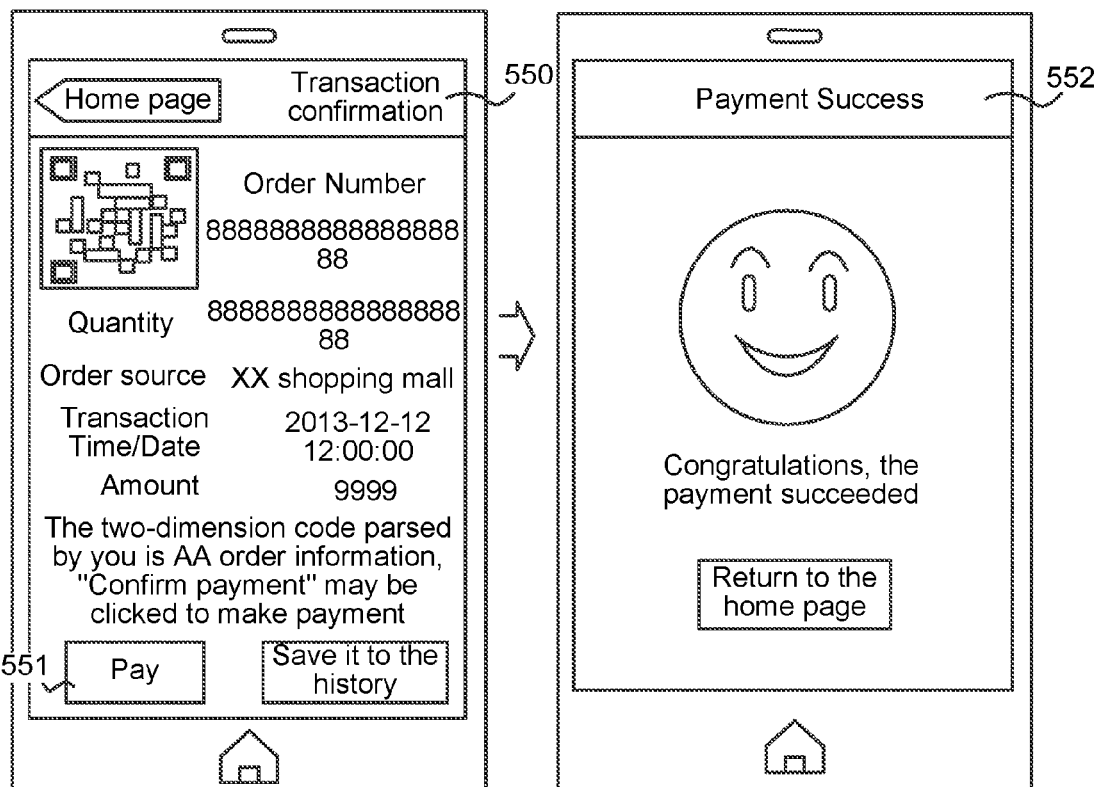 Home page
Transaction
confirmation
550
Order Number
8888888888888888
88
Quantity
8888888888888888
88
Order source XX shopping mall
Transaction
Time/Date
2013-12-12
12:00:00
Amount 9999
The two-dimension code parsed
by you is AA order information,
"Confirm payment" may be
clicked to make payment
551
Pay
Save it to the
history
Payment Success
552
Congratulations, the
payment succeeded
Return to the
home page